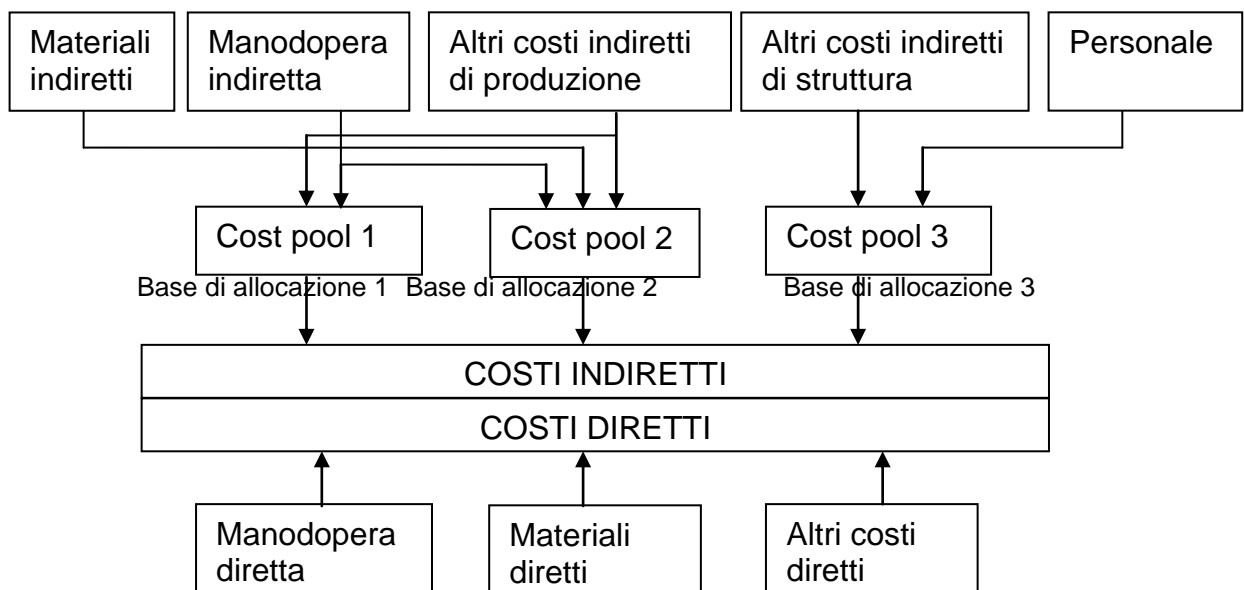 Materiali
indiretti
Manodopera
indiretta
Altri costi indiretti
di produzione
Altri costi indiretti
di struttura
Personale
Cost pool 1
Cost pool 2
Cost pool 3
Base di allocazione 1
Base di allocazione 2
Base di allocazione 3
COSTI INDIRETTI
COSTI DIRETTI
Manodopera
diretta
Materiali
diretti
Altri costi
diretti